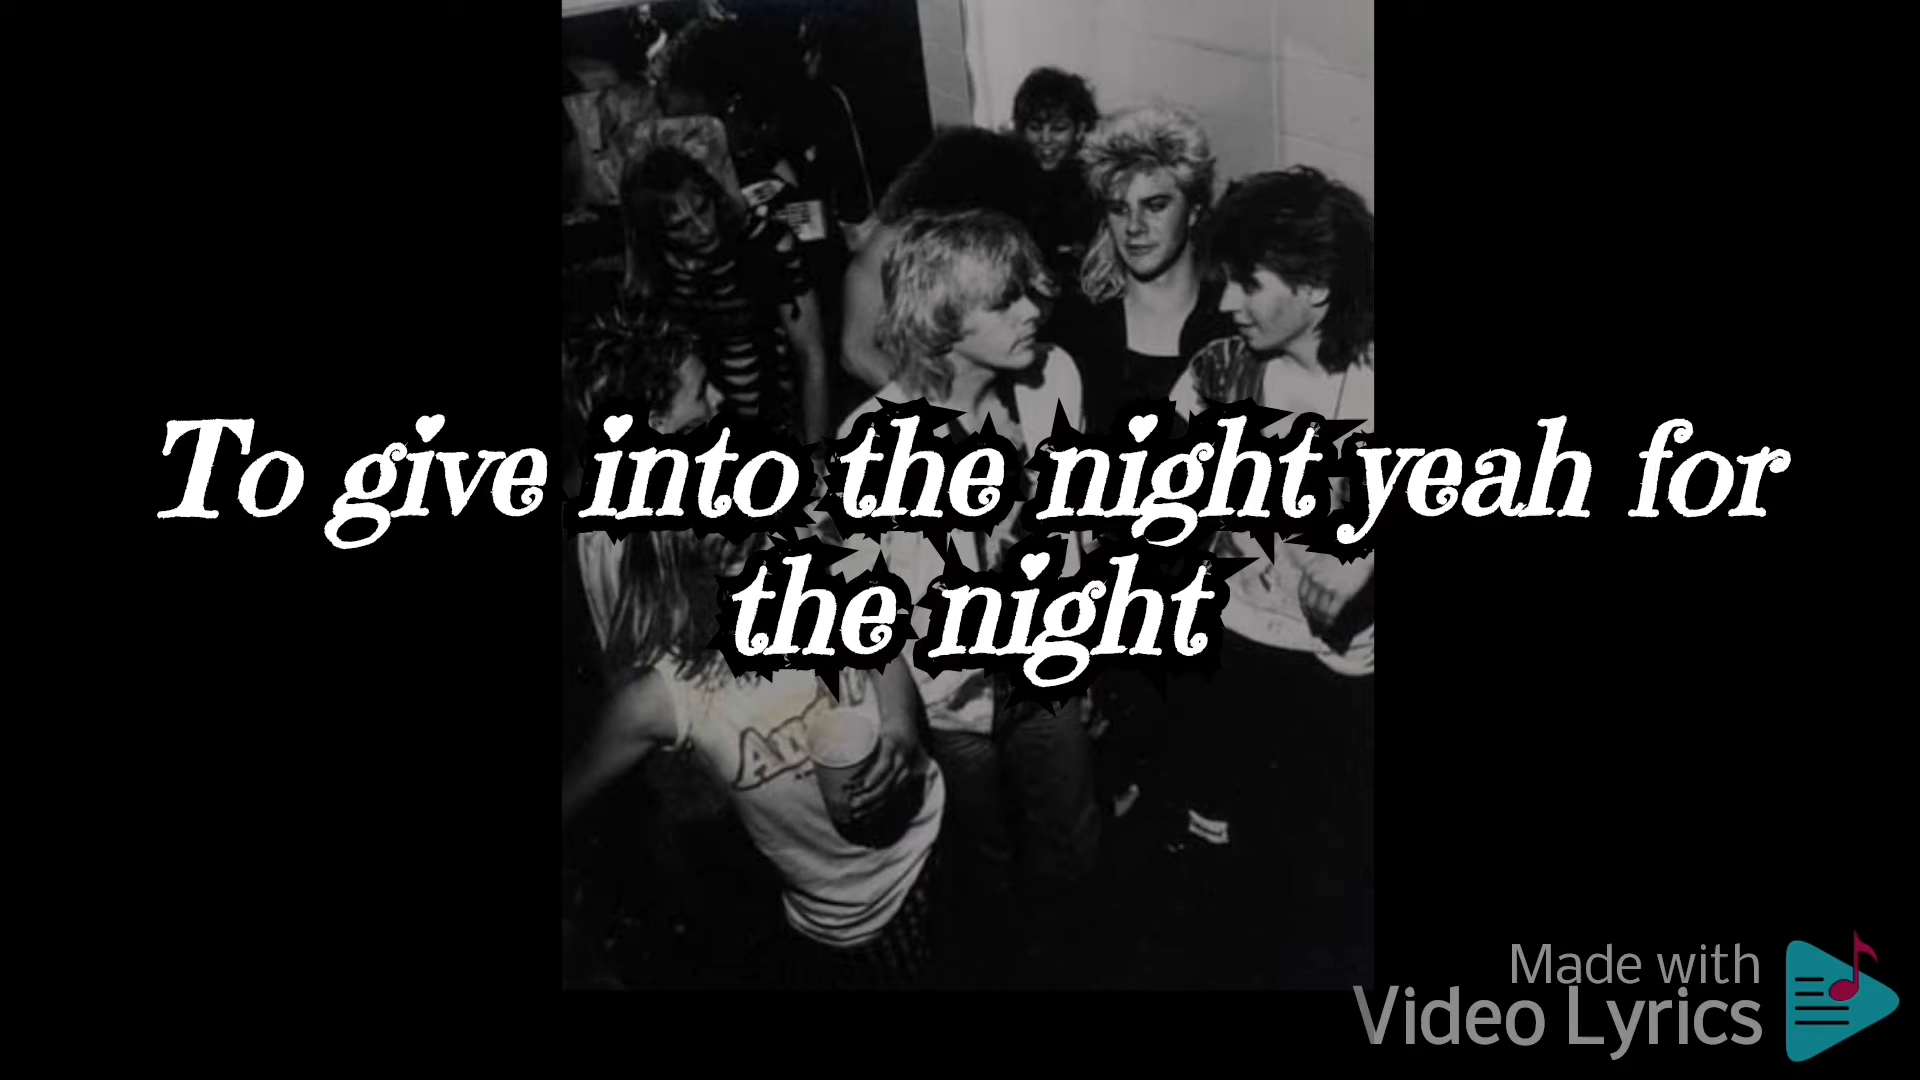 To give into the night yeah for
the night
Made with
Video Lyrics